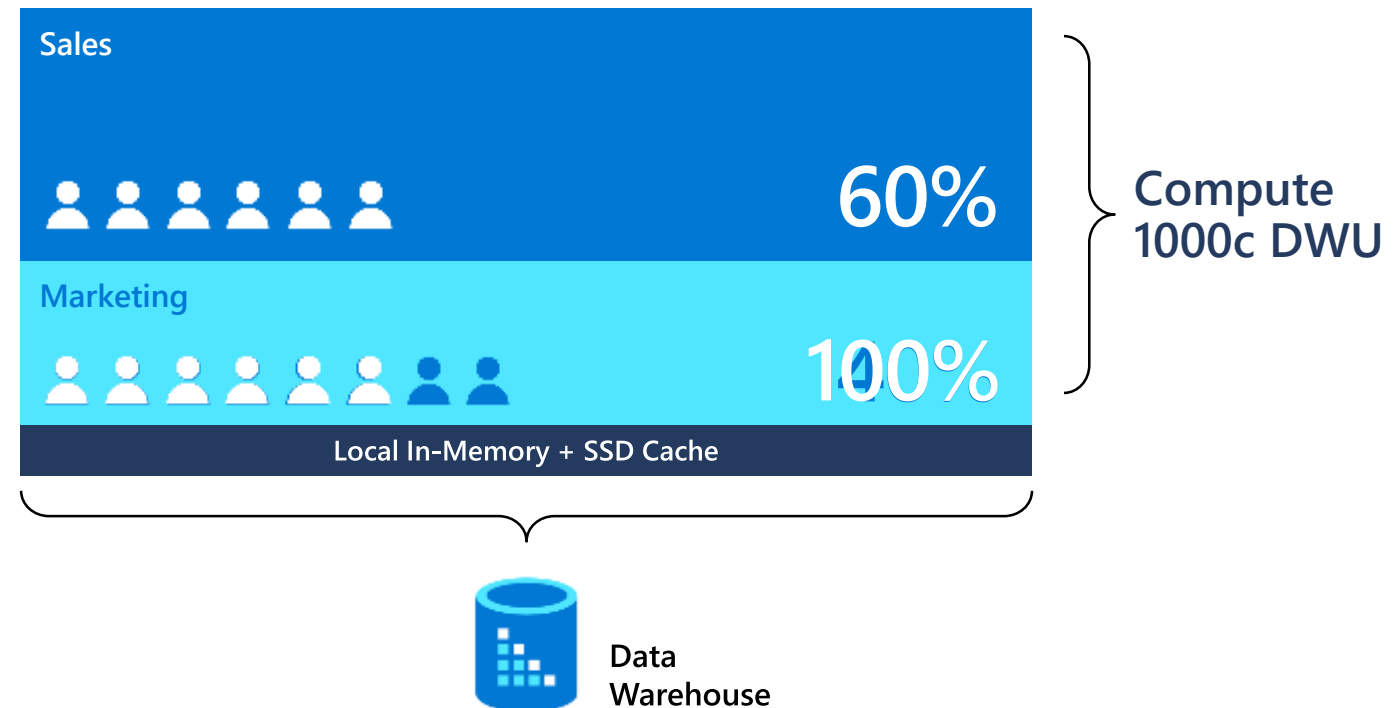 Sales
60%
Compute
1000c DWU
Marketing
100%
Local In-Memory + SSD Cache
Data
Warehouse